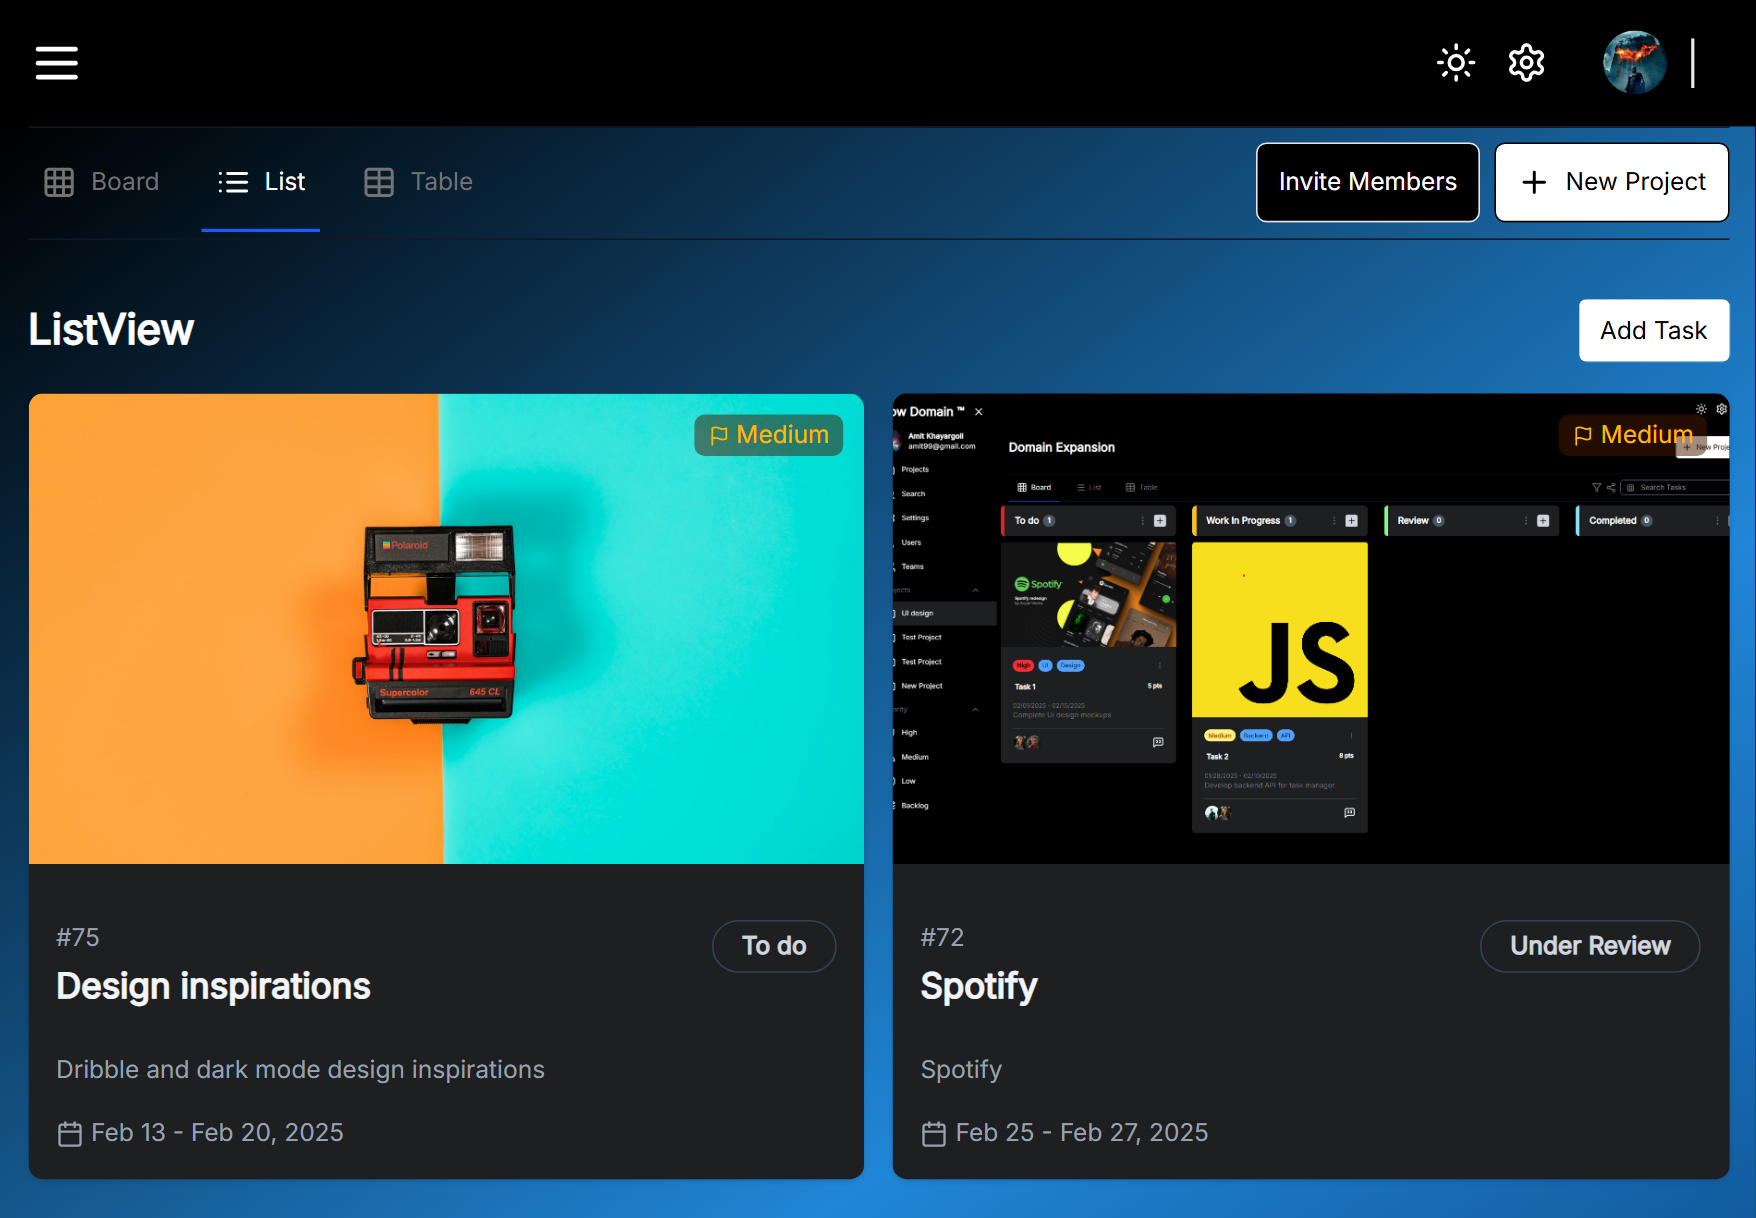 Board
List
Table
Invite Members
+ New Project
ListView
Add Task
Medium
Polaroid
Supercolor 645 CL
ow Domain ™ ×
Amit Khayargoli
amit99@gmail.com
Projects
Search
Settings
Users
Teams
UI design
Test Project
Test Project
New Project
High
Medium
Low
Backlog
Domain Expansion
Board
List
Table
Search Tasks
Medium
To do 1
Work In Progress 1
Review 0
Completed 0
Spotify
Spotify redesign
High
UI
Design
Task 1
5 pts
02/01/2025 - 02/15/2025
Complete UI design mockups
JS
Medium
Backend
API
Task 2
8 pts
01/28/2025 - 02/10/2025
Develop backend API for task manager
#75
To do
Design inspirations
Dribble and dark mode design inspirations
Feb 13 - Feb 20, 2025
#72
Under Review
Spotify
Spotify
Feb 25 - Feb 27, 2025